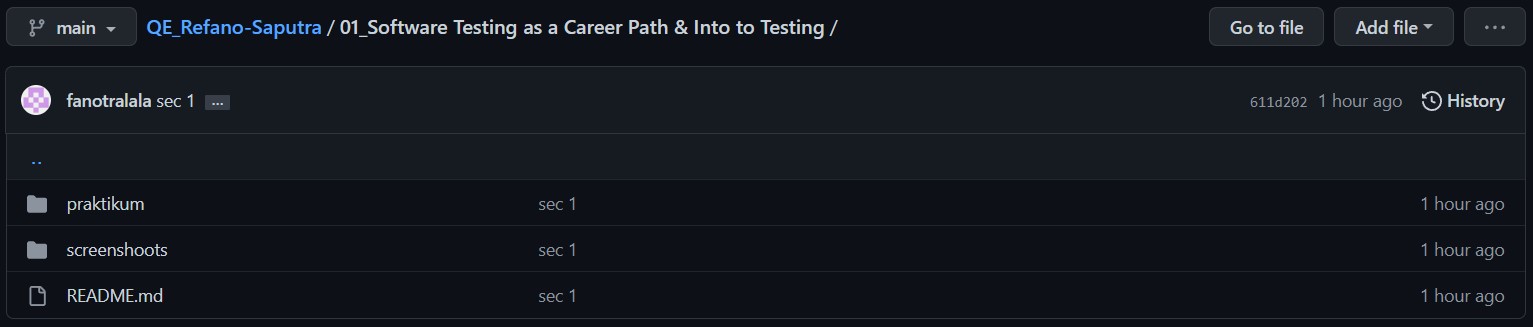 main QE_Refano-Saputra / 01_Software Testing as a Career Path & Into to Testing / Go to file Add file ...
fanotralala sec 1 ... 611d202 1 hour ago History
..
praktikum sec 1 1 hour ago
screenshoots sec 1 1 hour ago
README.md sec 1 1 hour ago